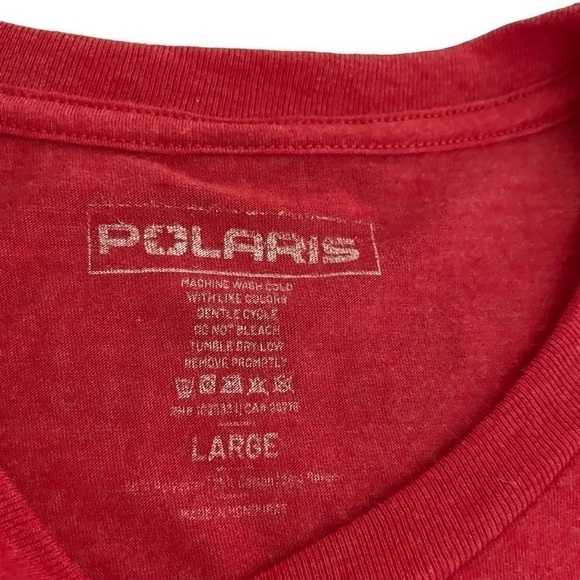 POLARIS
MACHINE WASH COLD
WITH LIKE COLORS
GENTLE CYCLE
DO NOT BLEACH
TUMBLE DRY LOW
REMOVE PROMPTLY
LARGE
MADE IN HONDURAS